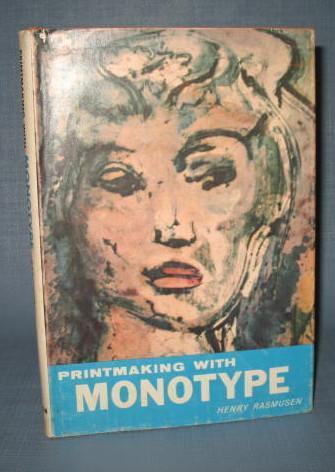 PRINTMAKING WITH
MONOTYPE
HENRY RASMUSEN